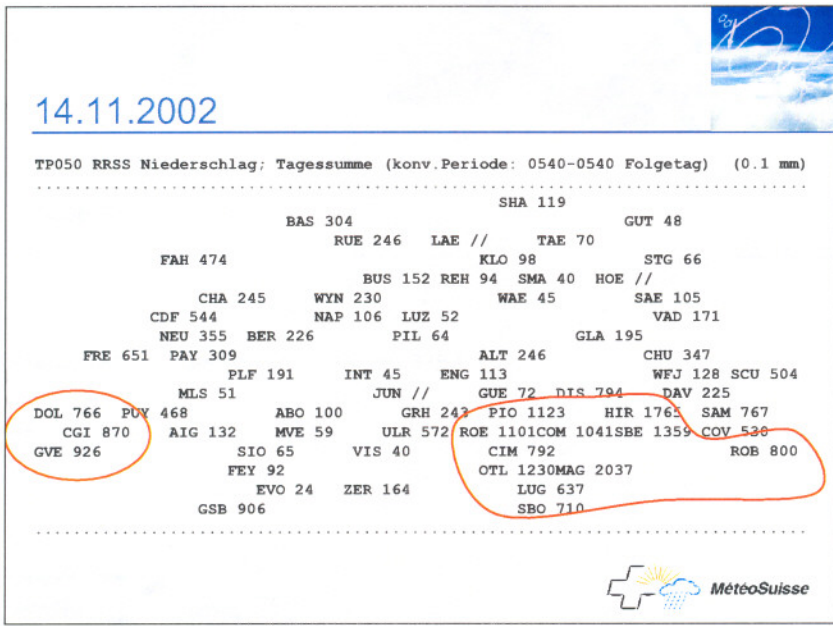 14.11.2002
TP050 RRSS Niederschlag; Tagessumme (konv.Periode: 0540-0540 Folgetag) (0.1 mm)
SHA 119
BAS 304 GUT 48
RUE 246 LAE // TAE 70
FAH 474 KLO 98 STG 66
BUS 152 REH 94 SMA 40 HOE //
CHA 245 WYN 230 WAE 45 SAE 105
CDF 544 NAP 106 LUZ 52 VAD 171
NEU 355 BER 226 PIL 64 GLA 195
FRE 651 PAY 309 ALT 246 CHU 347
PLF 191 INT 45 ENG 113 WFJ 128 SCU 504
MLS 51 JUN // GUE 72 DIS 794 DAV 225
DOL 766 PUY 468 ABO 100 GRH 243 PIO 1123 HIR 1765 SAM 767
CGI 870 AIG 132 MVE 59 ULR 572 ROE 1101COM 1041SBE 1359 COV 530
GVE 926 SIO 65 VIS 40 CIM 792 ROB 800
FEY 92 OTL 1230MAG 2037
EVO 24 ZER 164 LUG 637
GSB 906 SBO 710
MétéoSuisse